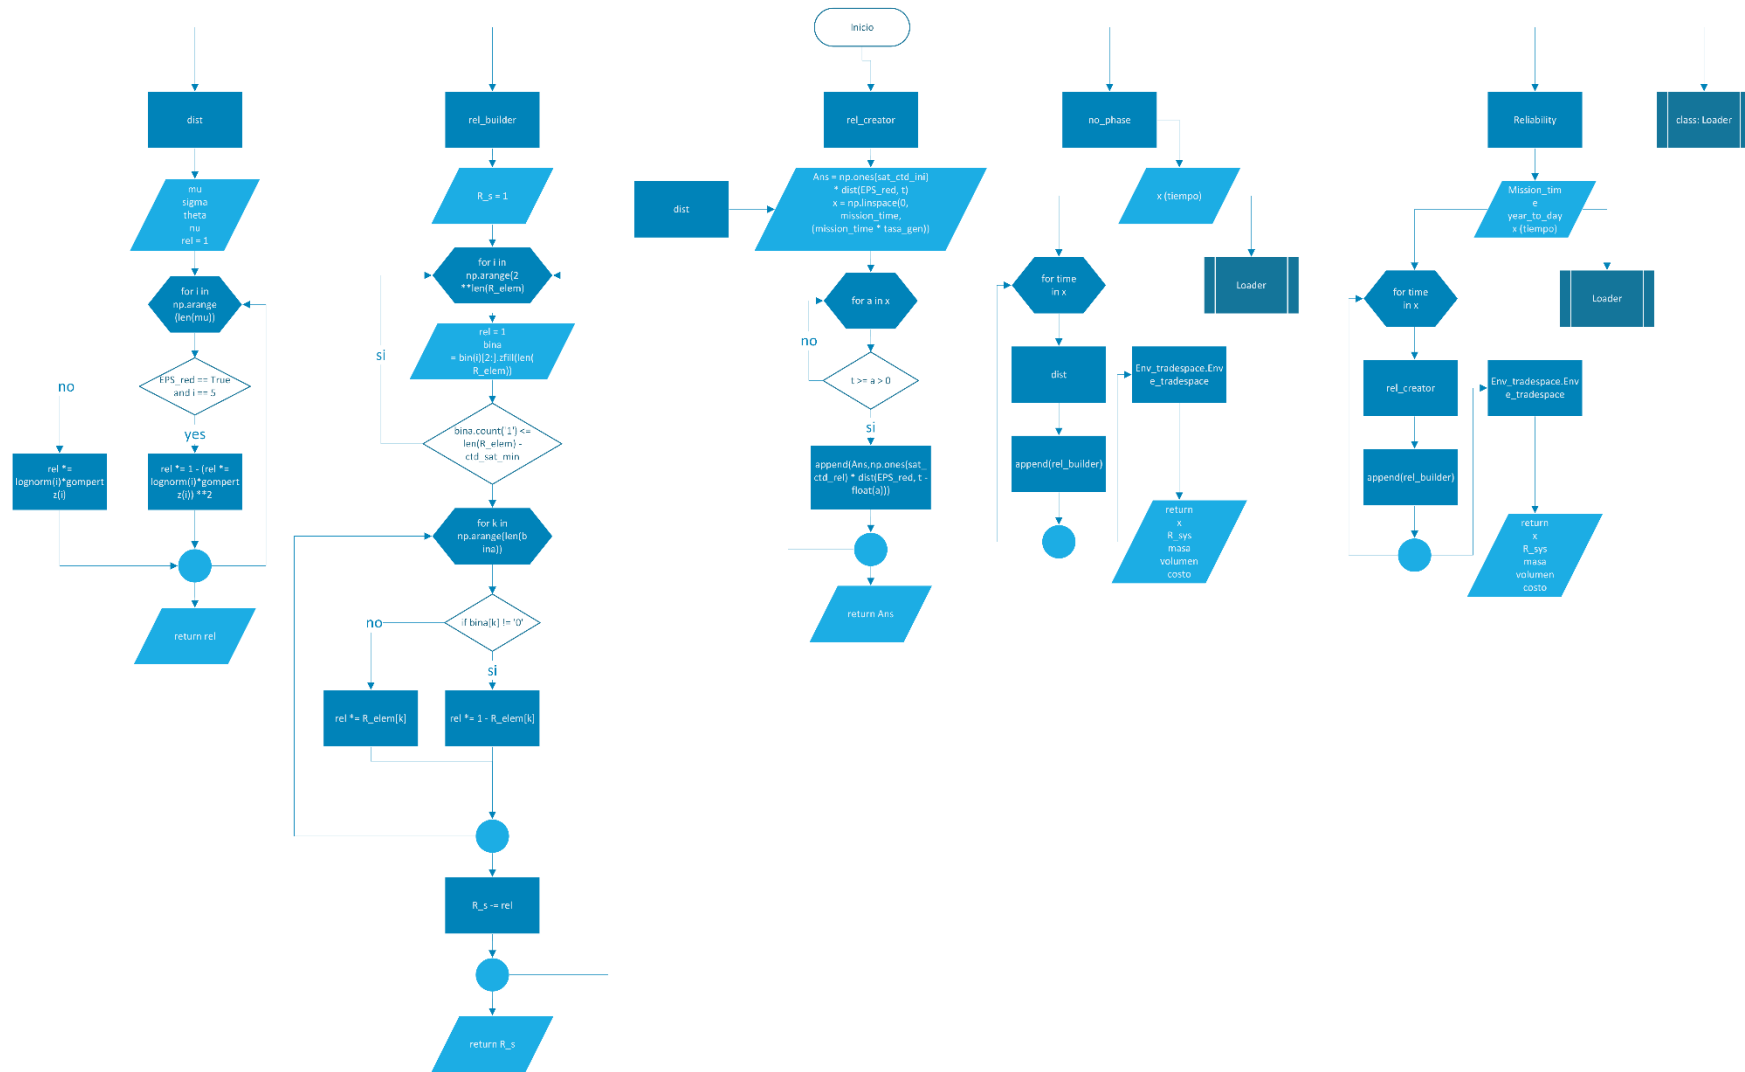 Inicio
dist
mu
sigma
theta
nu
rel = 1
for i in
np.arange
(len(mu))
EPS_red == True
and i == 5
no
yes
rel *=
lognorm(i)*gompert
z(i)
rel *= 1 - (rel *=
lognorm(i)*gompert
z(i)) **2
return rel
rel_builder
R_s = 1
for i in
np.arange(2
**len(R_elem)
rel = 1
bina
= bin(i)[2:].zfill(len(
R_elem))
si
bina.count('1') <=
len(R_elem) -
ctd_sat_min
for k in
np.arange(len(b
ina))
if bina[k] != '0'
no
si
rel *= R_elem[k]
rel *= 1 - R_elem[k]
R_s -= rel
return R_s
rel_creator
dist
Ans = np.ones(sat_ctd_ini)
* dist(EPS_red, t)
x = np.linspace(0,
mission_time,
(mission_time * tasa_gen))
for a in x
no
t >= a > 0
si
append(Ans,np.ones(sat_
ctd_rel) * dist(EPS_red, t -
float(a)))
return Ans
no_phase
x (tiempo)
for time
in x
Loader
dist
Env_tradespace.Env
e_tradespace
append(rel_builder)
return
x
R_sys
masa
volumen
costo
Reliability
Mission_tim
e
year_to_day
x (tiempo)
for time
in x
Loader
rel_creator
Env_tradespace.Env
e_tradespace
append(rel_builder)
return
x
R_sys
masa
volumen
costo
class: Loader